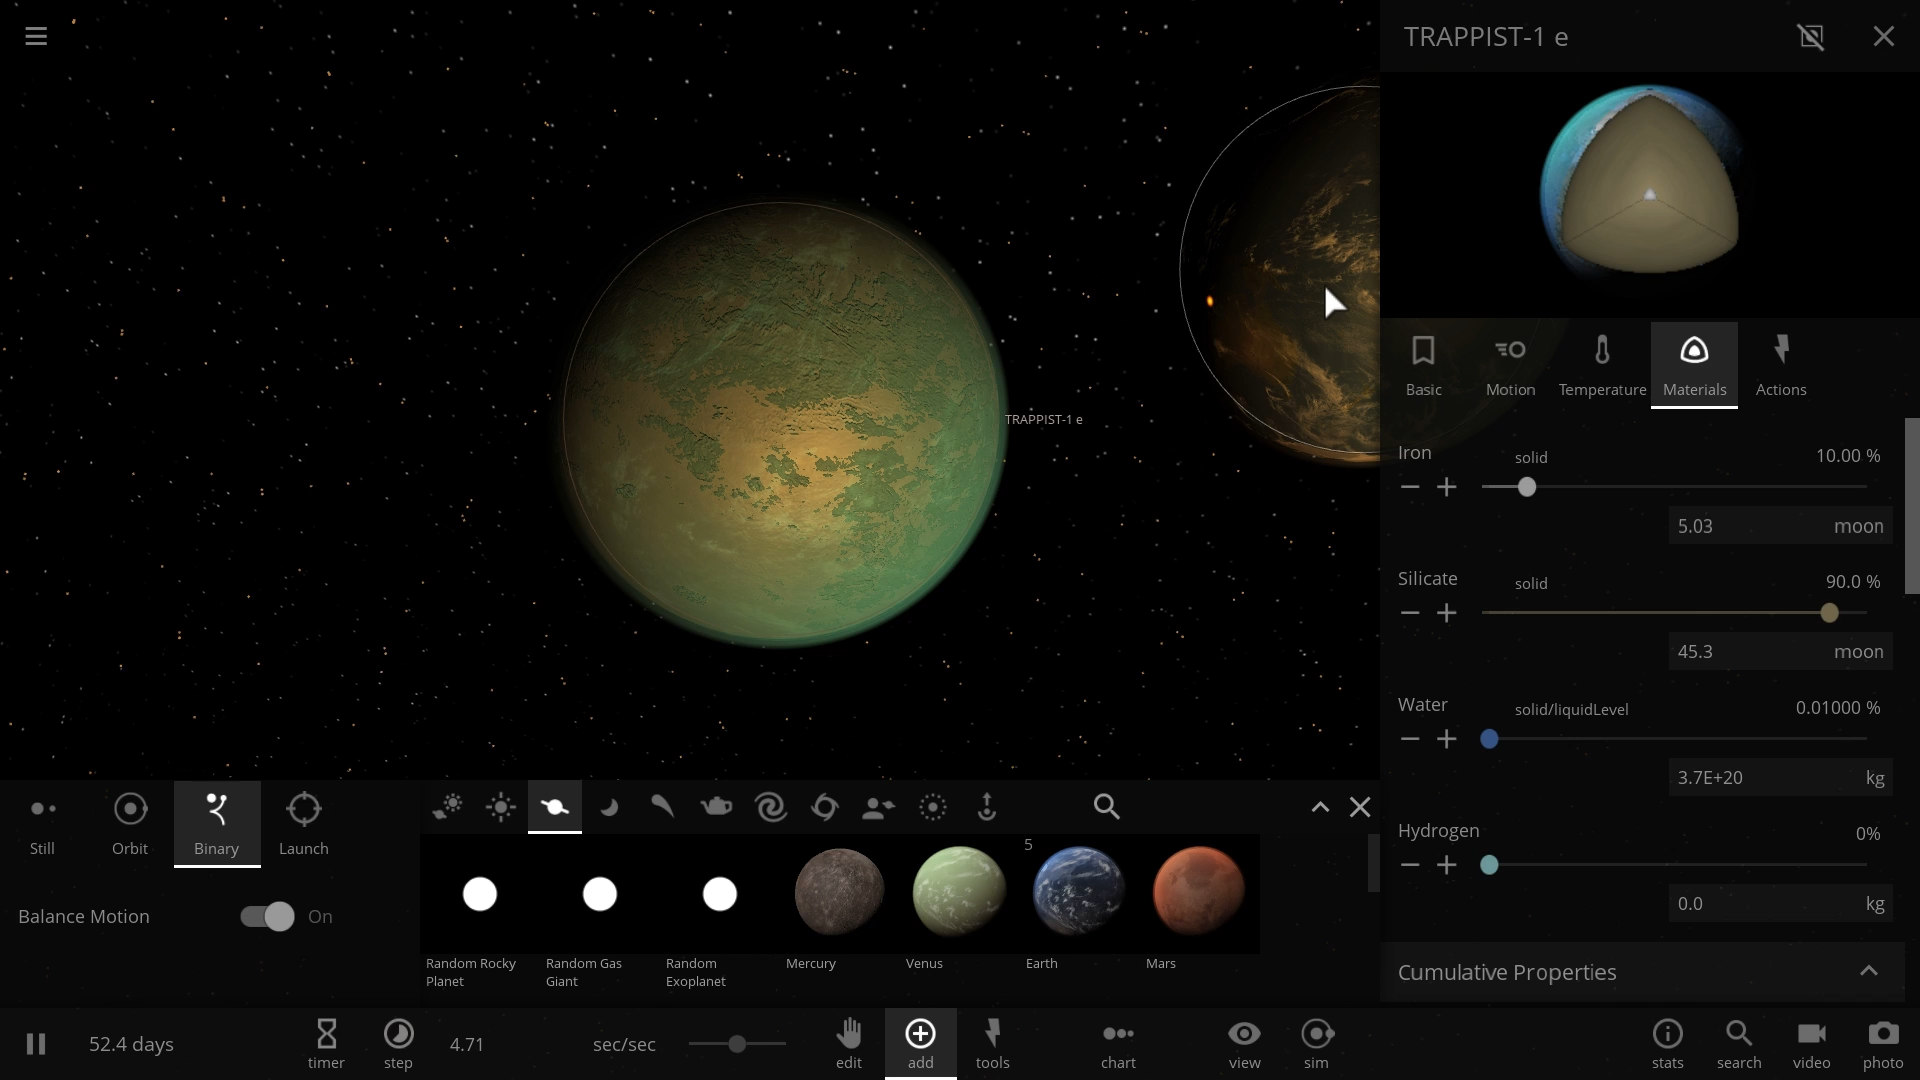 TRAPPIST-1 e
TRAPPIST-1 e
Basic
Motion
Temperature
Materials
Actions
Iron
solid
10.00 %
5.03
moon
Silicate
solid
90.0 %
45.3
moon
Water
solid/liquidLevel
0.01000 %
3.7E+20
kg
Hydrogen
0%
0.0
kg
Cumulative Properties
Still
Orbit
Binary
Launch
Balance Motion
On
5
Random Rocky
Planet
Random Gas
Giant
Random
Exoplanet
Mercury
Venus
Earth
Mars
52.4 days
timer
step
4.71
sec/sec
edit
add
tools
chart
view
sim
stats
search
video
photo